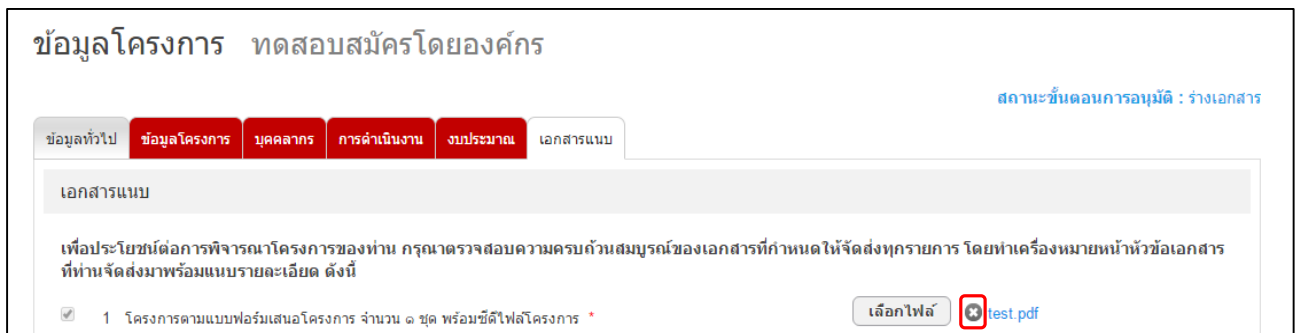 ข้อมูลโครงการ ทดสอบสมัครโดยองค์กร
สถานะขั้นตอนการอนุมัติ : ร่างเอกสาร
ข้อมูลทั่วไป ข้อมูลโครงการ บุคคลากร การดำเนินงาน งบประมาณ เอกสารแนบ
เอกสารแนบ
เพื่อประโยชน์ต่อการพิจารณาโครงการของท่าน กรุณาตรวจสอบความครบถ้วนสมบูรณ์ของเอกสารที่กำหนดให้จัดส่งทุกรายการ โดยทำเครื่องหมายหน้าหัวข้อเอกสาร
ที่ท่านจัดส่งมาพร้อมแนบรายละเอียด ดังนี้
1 โครงการตามแบบฟอร์มเสนอโครงการ จำนวน ๑ ชุด พร้อมซีดีไฟล์โครงการ * เลือกไฟล์ test.pdf